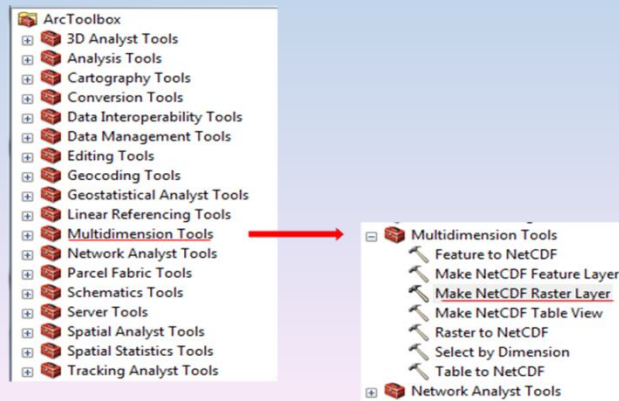 ArcToolbox
3D Analyst Tools
Analysis Tools
Cartography Tools
Conversion Tools
Data Interoperability Tools
Data Management Tools
Editing Tools
Geocoding Tools
Geostatistical Analyst Tools
Linear Referencing Tools
Multidimension Tools
Network Analyst Tools
Parcel Fabric Tools
Schematics Tools
Server Tools
Spatial Analyst Tools
Spatial Statistics Tools
Tracking Analyst Tools
Multidimension Tools
Feature to NetCDF
Make NetCDF Feature Layer
Make NetCDF Raster Layer
Make NetCDF Table View
Raster to NetCDF
Select by Dimension
Table to NetCDF
Network Analyst Tools